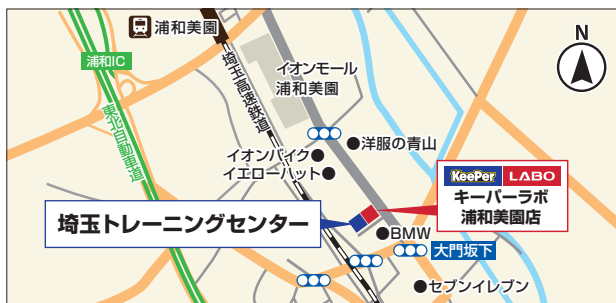 浦和美園
N
浦和IC
埼玉高速鉄道
イオンモール
浦和美園
東北自動車道
洋服の青山
イオンバイク
イエローハット
KeePer LABO
キーパーラボ
浦和美園店
埼玉トレーニングセンター
BMW
大門坂下
セブンイレブン